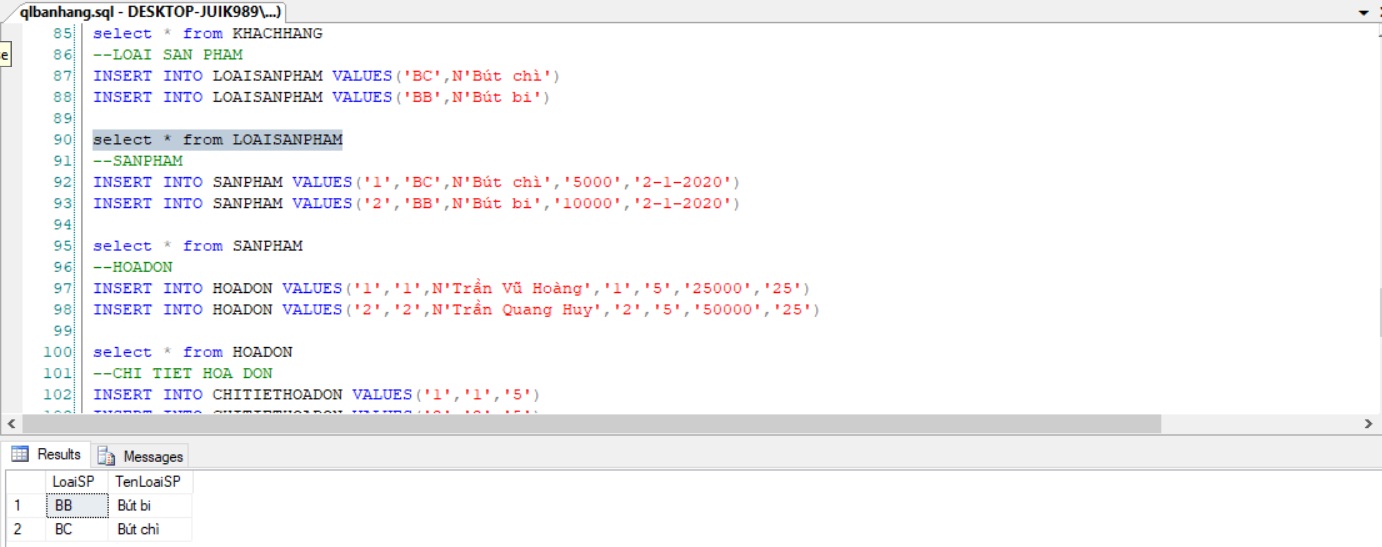 qlbanhang.sql - DESKTOP-JUIK989\...)
e
85 select * from KHACHHANG
86 --LOAI SAN PHAM
87 INSERT INTO LOAISANPHAM VALUES('BC',N'Bút chì')
88 INSERT INTO LOAISANPHAM VALUES('BB',N'Bút bi')
89
90 select * from LOAISANPHAM
91 --SANPHAM
92 INSERT INTO SANPHAM VALUES('1','BC',N'Bút chì','5000','2-1-2020')
93 INSERT INTO SANPHAM VALUES('2','BB',N'Bút bi','10000','2-1-2020')
94
95 select * from SANPHAM
96 --HOADON
97 INSERT INTO HOADON VALUES('1','1',N'Trần Vũ Hoàng','1','5','25000','25')
98 INSERT INTO HOADON VALUES('2','2',N'Trần Quang Huy','2','5','50000','25')
99
100 select * from HOADON
101 --CHI TIET HOA DON
102 INSERT INTO CHITIETHOADON VALUES('1','1','5')
Results Messages
LoaiSP TenLoaiSP
1 BB Bút bi
2 BC Bút chì